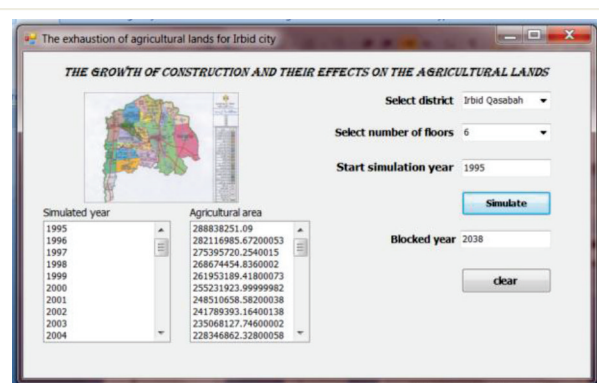 The exhaustion of agricultural lands for Irbid city
THE GROWTH OF CONSTRUCTION AND THEIR EFFECTS ON THE AGRICULTURAL LANDS
Select district Irbid Qasabah
Select number of floors 6
Start simulation year 1995
Simulate
Blocked year 2038
clear
Simulated year
1995
1996
1997
1998
1999
2000
2001
2002
2003
2004
Agricultural area
288838251.09
282116985.67200053
275395720.2540015
268674454.8360002
261953189.41800073
255231923.99999982
248510658.58200038
241789393.16400138
235068127.74600002
228346862.32800058